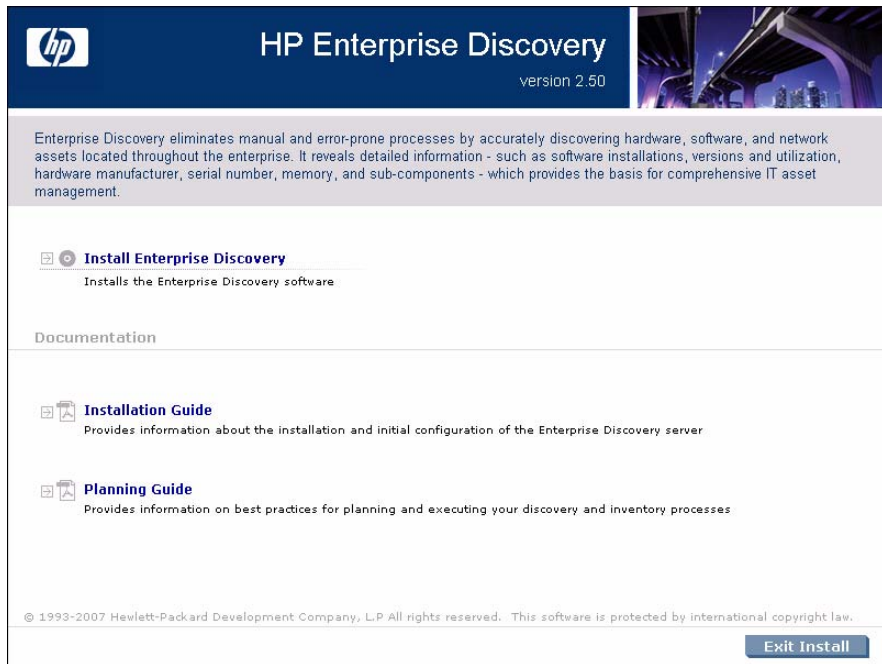 hp
HP Enterprise Discovery
version 2.50
Enterprise Discovery eliminates manual and error-prone processes by accurately discovering hardware, software, and network
assets located throughout the enterprise. It reveals detailed information - such as software installations, versions and utilization,
hardware manufacturer, serial number, memory, and sub-components - which provides the basis for comprehensive IT asset
management.
Install Enterprise Discovery
Installs the Enterprise Discovery software
Documentation
Installation Guide
Provides information about the installation and initial configuration of the Enterprise Discovery server
Planning Guide
Provides information on best practices for planning and executing your discovery and inventory processes
© 1993-2007 Hewlett-Packard Development Company, L.P All rights reserved. This software is protected by international copyright law.
Exit Install